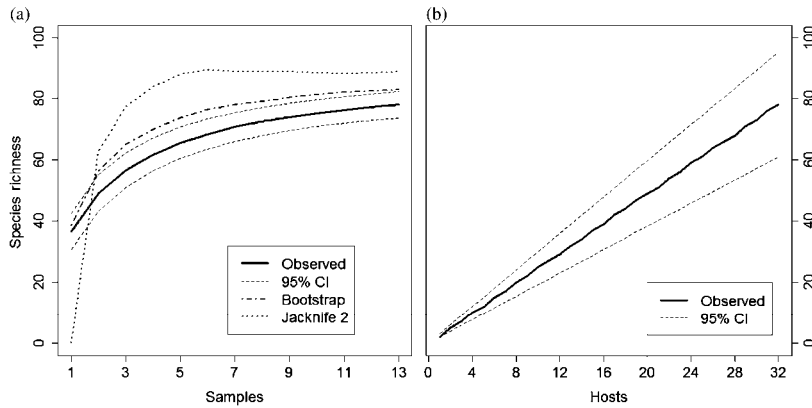 (a)
100
80
60
40
20
0
Species richness
Observed
95% CI
Bootstrap
Jacknife 2
1 3 5 7 9 11 13
Samples
(b)
Observed
95% CI
0 4 8 12 16 20 24 28 32
Hosts
100
80
60
40
20
0